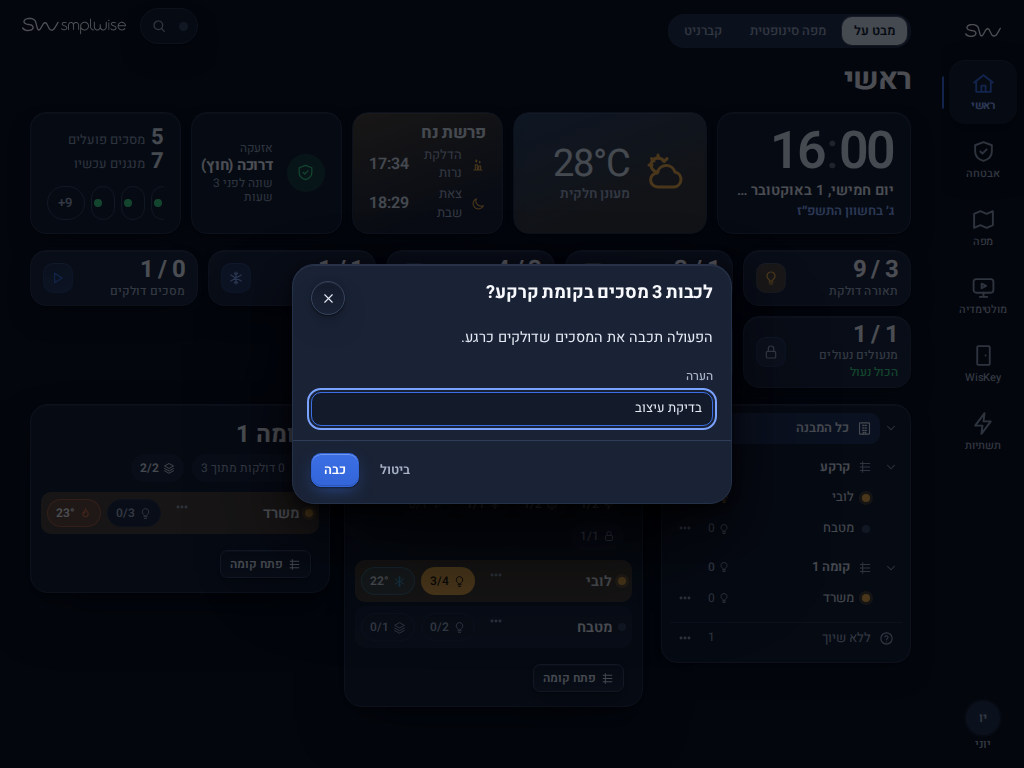 smplwise
מבט על
מפה סינופטית
קברניט
ראשי
ראשי
אבטחה
מפה
מולטימדיה
WisKey
תשתיות
יו
יוני
16:00
יום חמישי, 1 באוקטובר ...
ג׳ בחשוון התשפ״ז
28°C
מעונן חלקית
פרשת נח
הדלקת נרות
17:34
צאת שבת
18:29
אזעקה
דרוכה (חוץ)
שונה לפני 3 שעות
5 מסכים פועלים
7 מנגנים עכשיו
+9
9 / 3
תאורה דולקת
1 / 0
מסכים דולקים
1 / 1
מנעולים נעולים
הכול נעול
לכבות 3 מסכים בקומת קרקע?
הפעולה תכבה את המסכים שדולקים כרגע.
הערה
בדיקת עיצוב
ביטול
כבה
כל המבנה
קרקע
לובי
מטבח
0
קומה 1
0
משרד
0
ללא שיוך
1
1/1
לובי
3/4
22°
מטבח
0/2
0/1
פתח קומה
0 דולקות מתוך 3
2/2
משרד
0/3
23°
פתח קומה